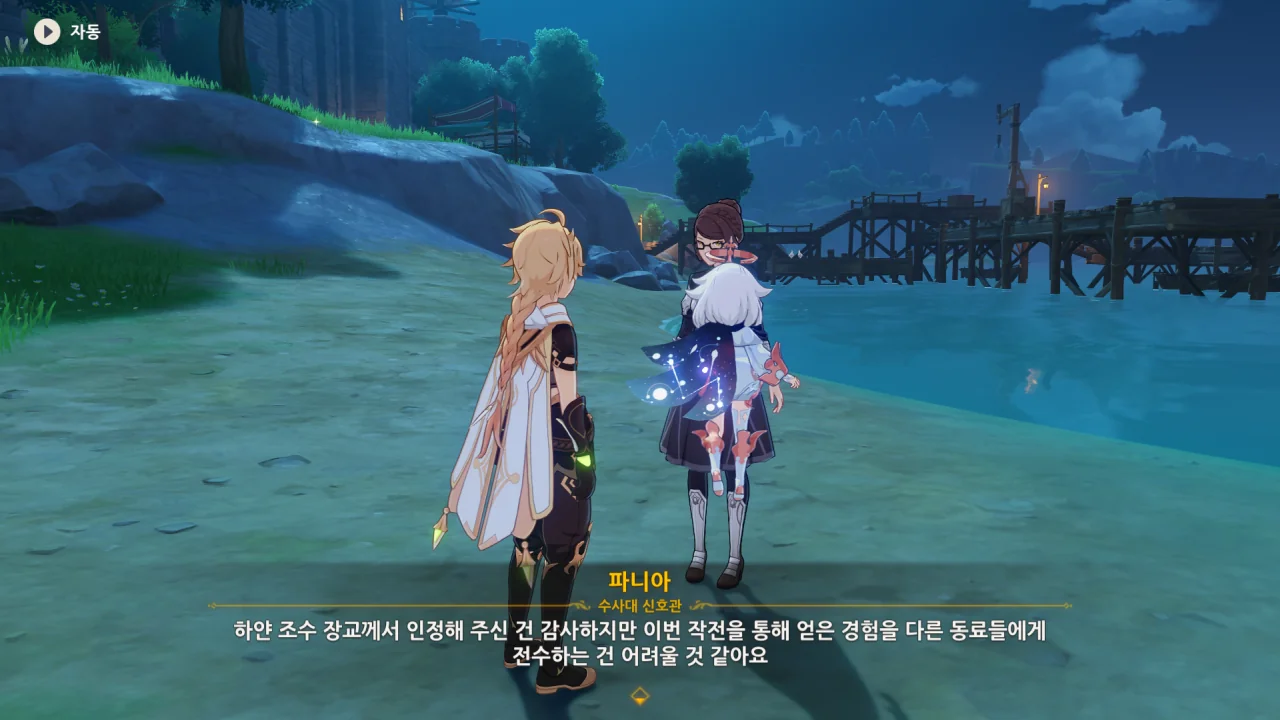 자동
파니아
수사대 신호관
하얀 조수 장교께서 인정해 주신 건 감사하지만 이번 작전을 통해 얻은 경험을 다른 동료들에게
전수하는 건 어려울 것 같아요